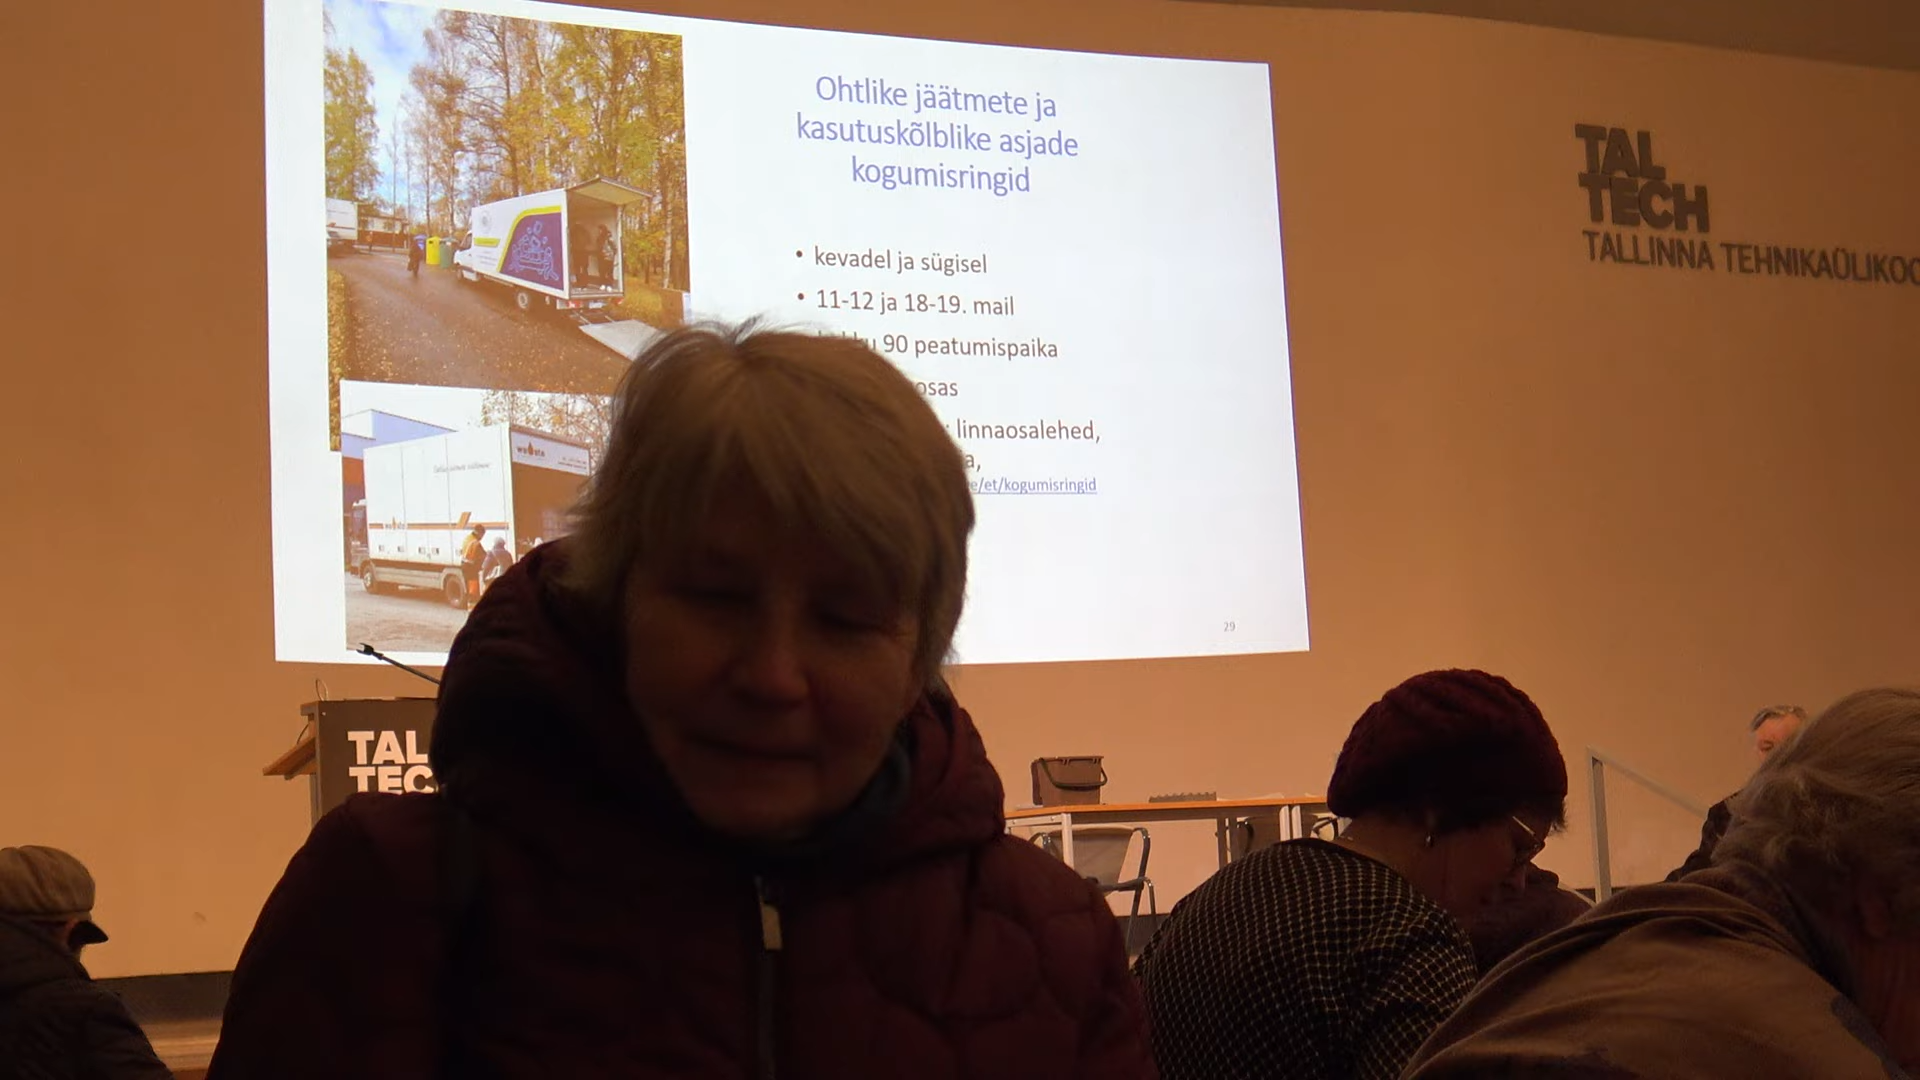 Ohtlike jäätmete ja
kasutuskõlblike asjade
kogumisringid
• kevadel ja sügisel
• 11-12 ja 18-19. mail
90 peatumispaika
linnaosalehed,
e/et/kogumisringid
29
TAL
TECH
TALLINNA TEHNIKAÜLIKOO
TAL
TEC